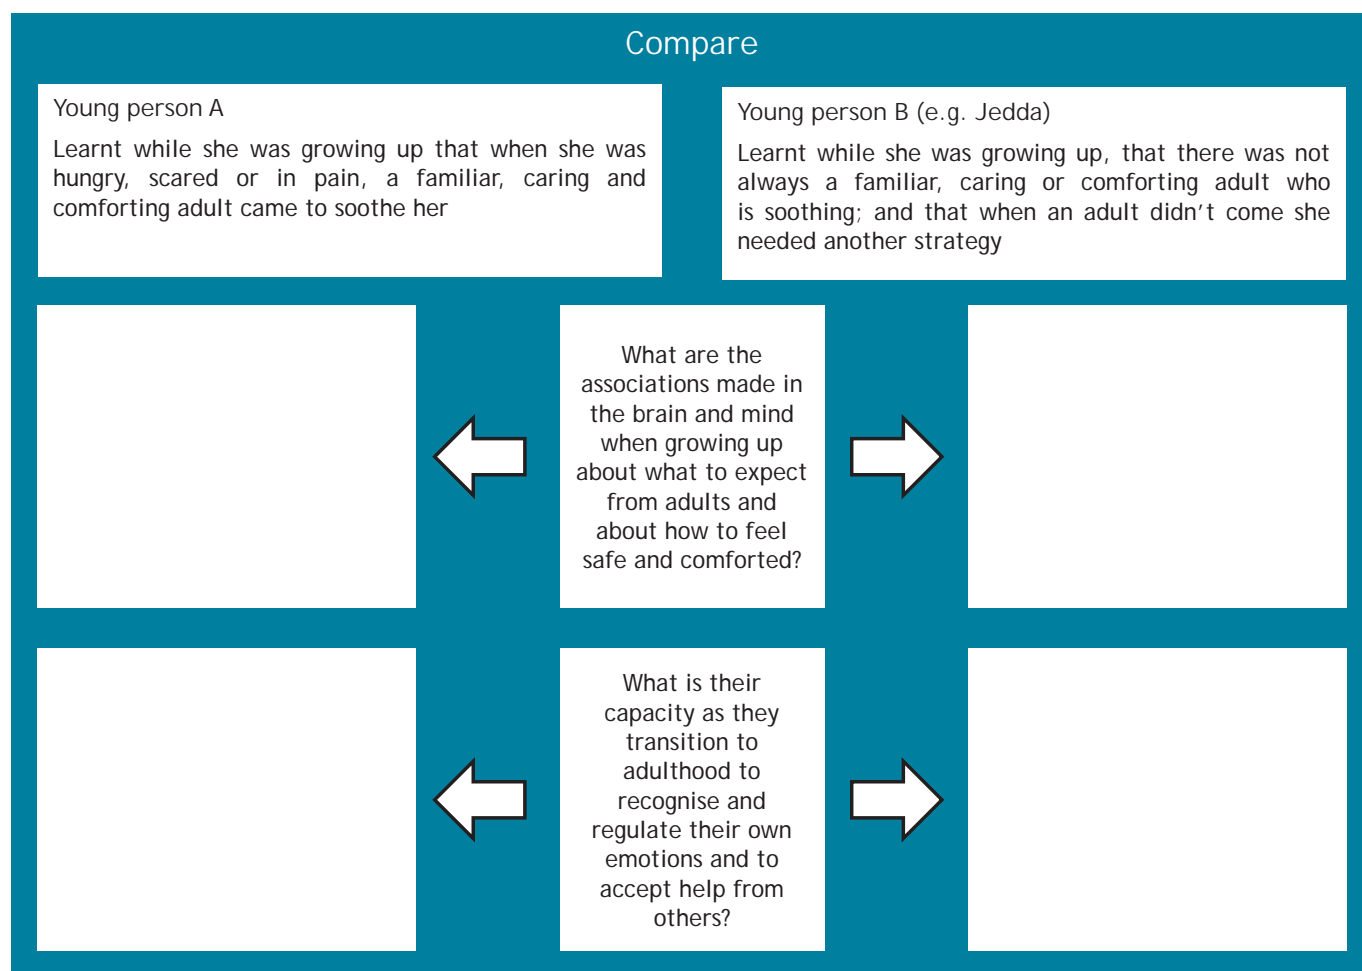 Compare
Young person A
Learnt while she was growing up that when she was
hungry, scared or in pain, a familiar, caring and
comforting adult came to soothe her
Young person B (e.g. Jedda)
Learnt while she was growing up, that there was not
always a familiar, caring or comforting adult who
is soothing; and that when an adult didn't come she
needed another strategy
What are the
associations made in
the brain and mind
when growing up
about what to expect
from adults and
about how to feel
safe and comforted?
What is their
capacity as they
transition to
adulthood to
recognise and
regulate their own
emotions and to
accept help from
others?